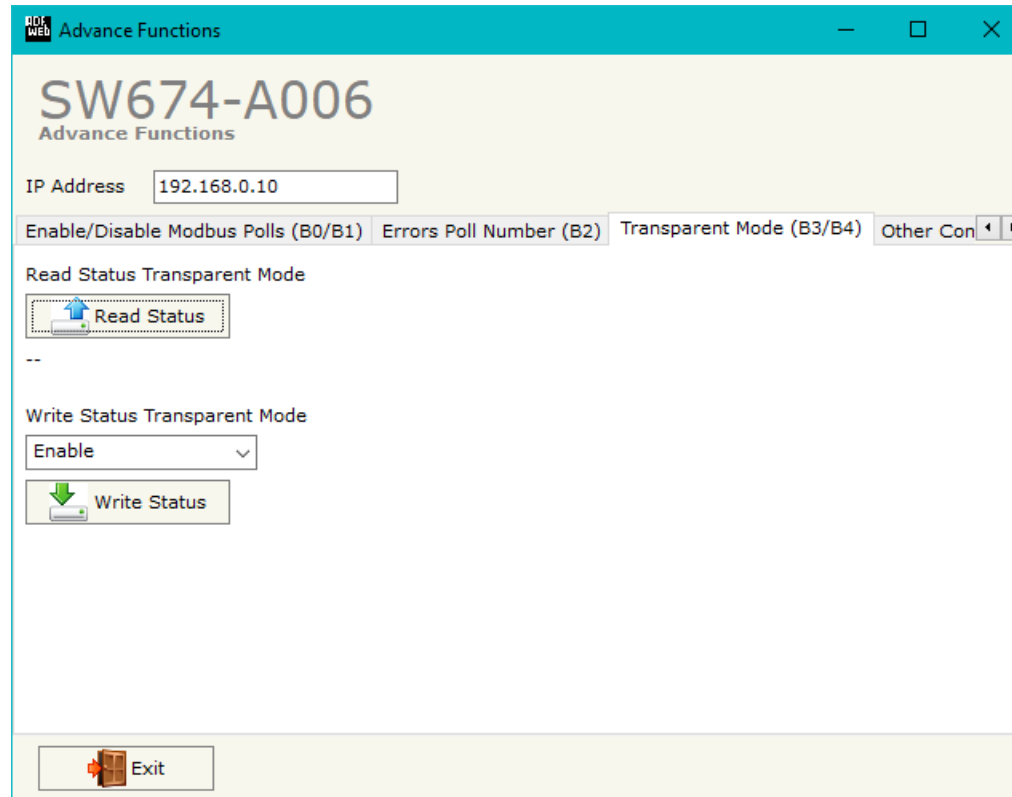 ADF WEB Advance Functions
SW674-A006
Advance Functions
IP Address 192.168.0.10
Enable/Disable Modbus Polls (B0/B1) Errors Poll Number (B2) Transparent Mode (B3/B4) Other Con
Read Status Transparent Mode
Read Status
--
Write Status Transparent Mode
Enable
Write Status
Exit